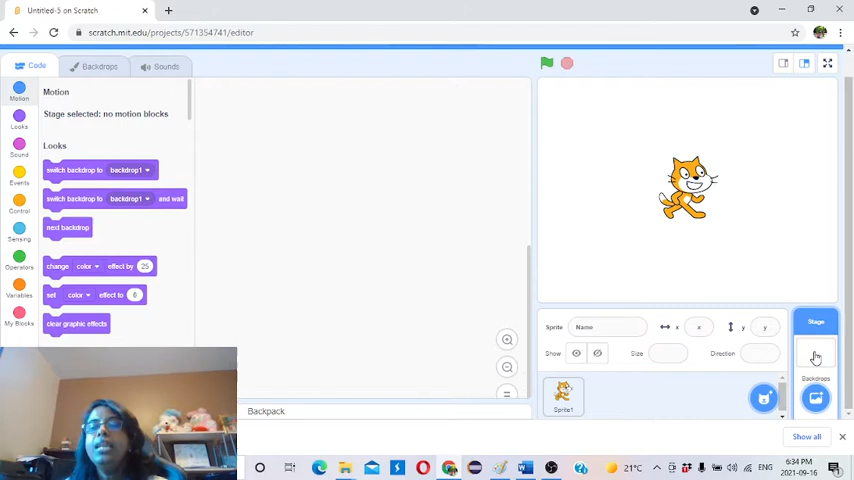 Untitled-5 on Scratch
scratch.mit.edu/projects/571354741/editor
Code
Backdrops
Sounds
Motion
Looks
Sound
Events
Control
Sensing
Operators
Variables
My Blocks
Motion
Stage selected: no motion blocks
Looks
switch backdrop to backdrop1
switch backdrop to backdrop1 and wait
next backdrop
change color effect by 25
set color effect to 0
clear graphic effects
Backpack
Sprite Name x x y y
Show Size Direction
Sprite1
Stage
Backdrops
Show all
21°C ENG 6:34 PM
2021-09-16